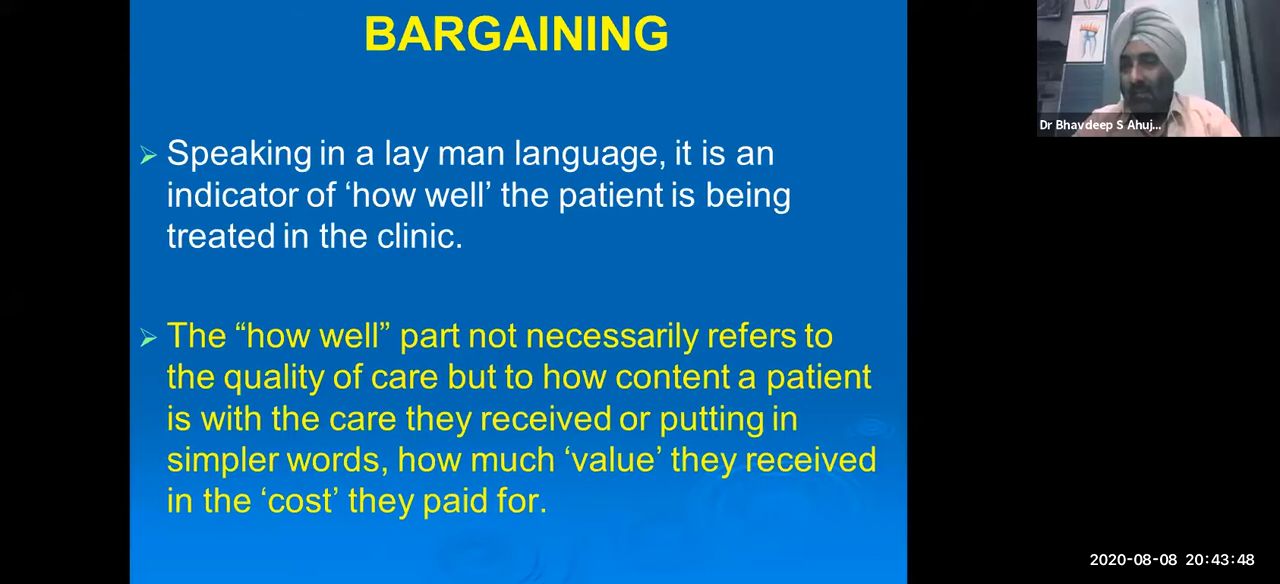 BARGAINING
Speaking in a lay man language, it is an
indicator of ‘how well’ the patient is being
treated in the clinic.
The “how well” part not necessarily refers to
the quality of care but to how content a patient
is with the care they received or putting in
simpler words, how much ‘value’ they received
in the ‘cost’ they paid for.
Dr Bhavdeep S Ahuj...
2020-08-08 20:43:48